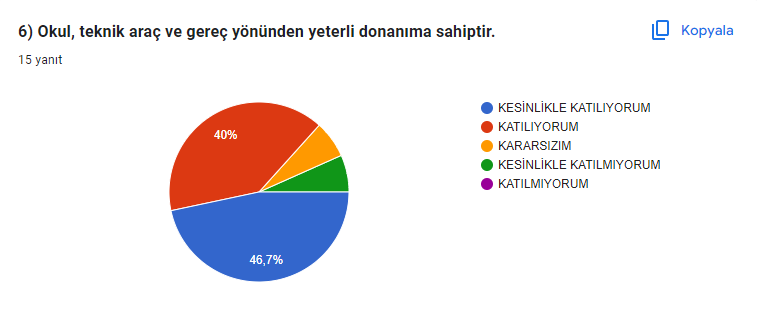 6) Okul, teknik araç ve gereç yönünden yeterli donanıma sahiptir.
Kopyala
15 yanıt
40%
46,7%
KESİNLİKLE KATILIYORUM
KATILIYORUM
KARARSIZIM
KESİNLİKLE KATILMIYORUM
KATILMIYORUM